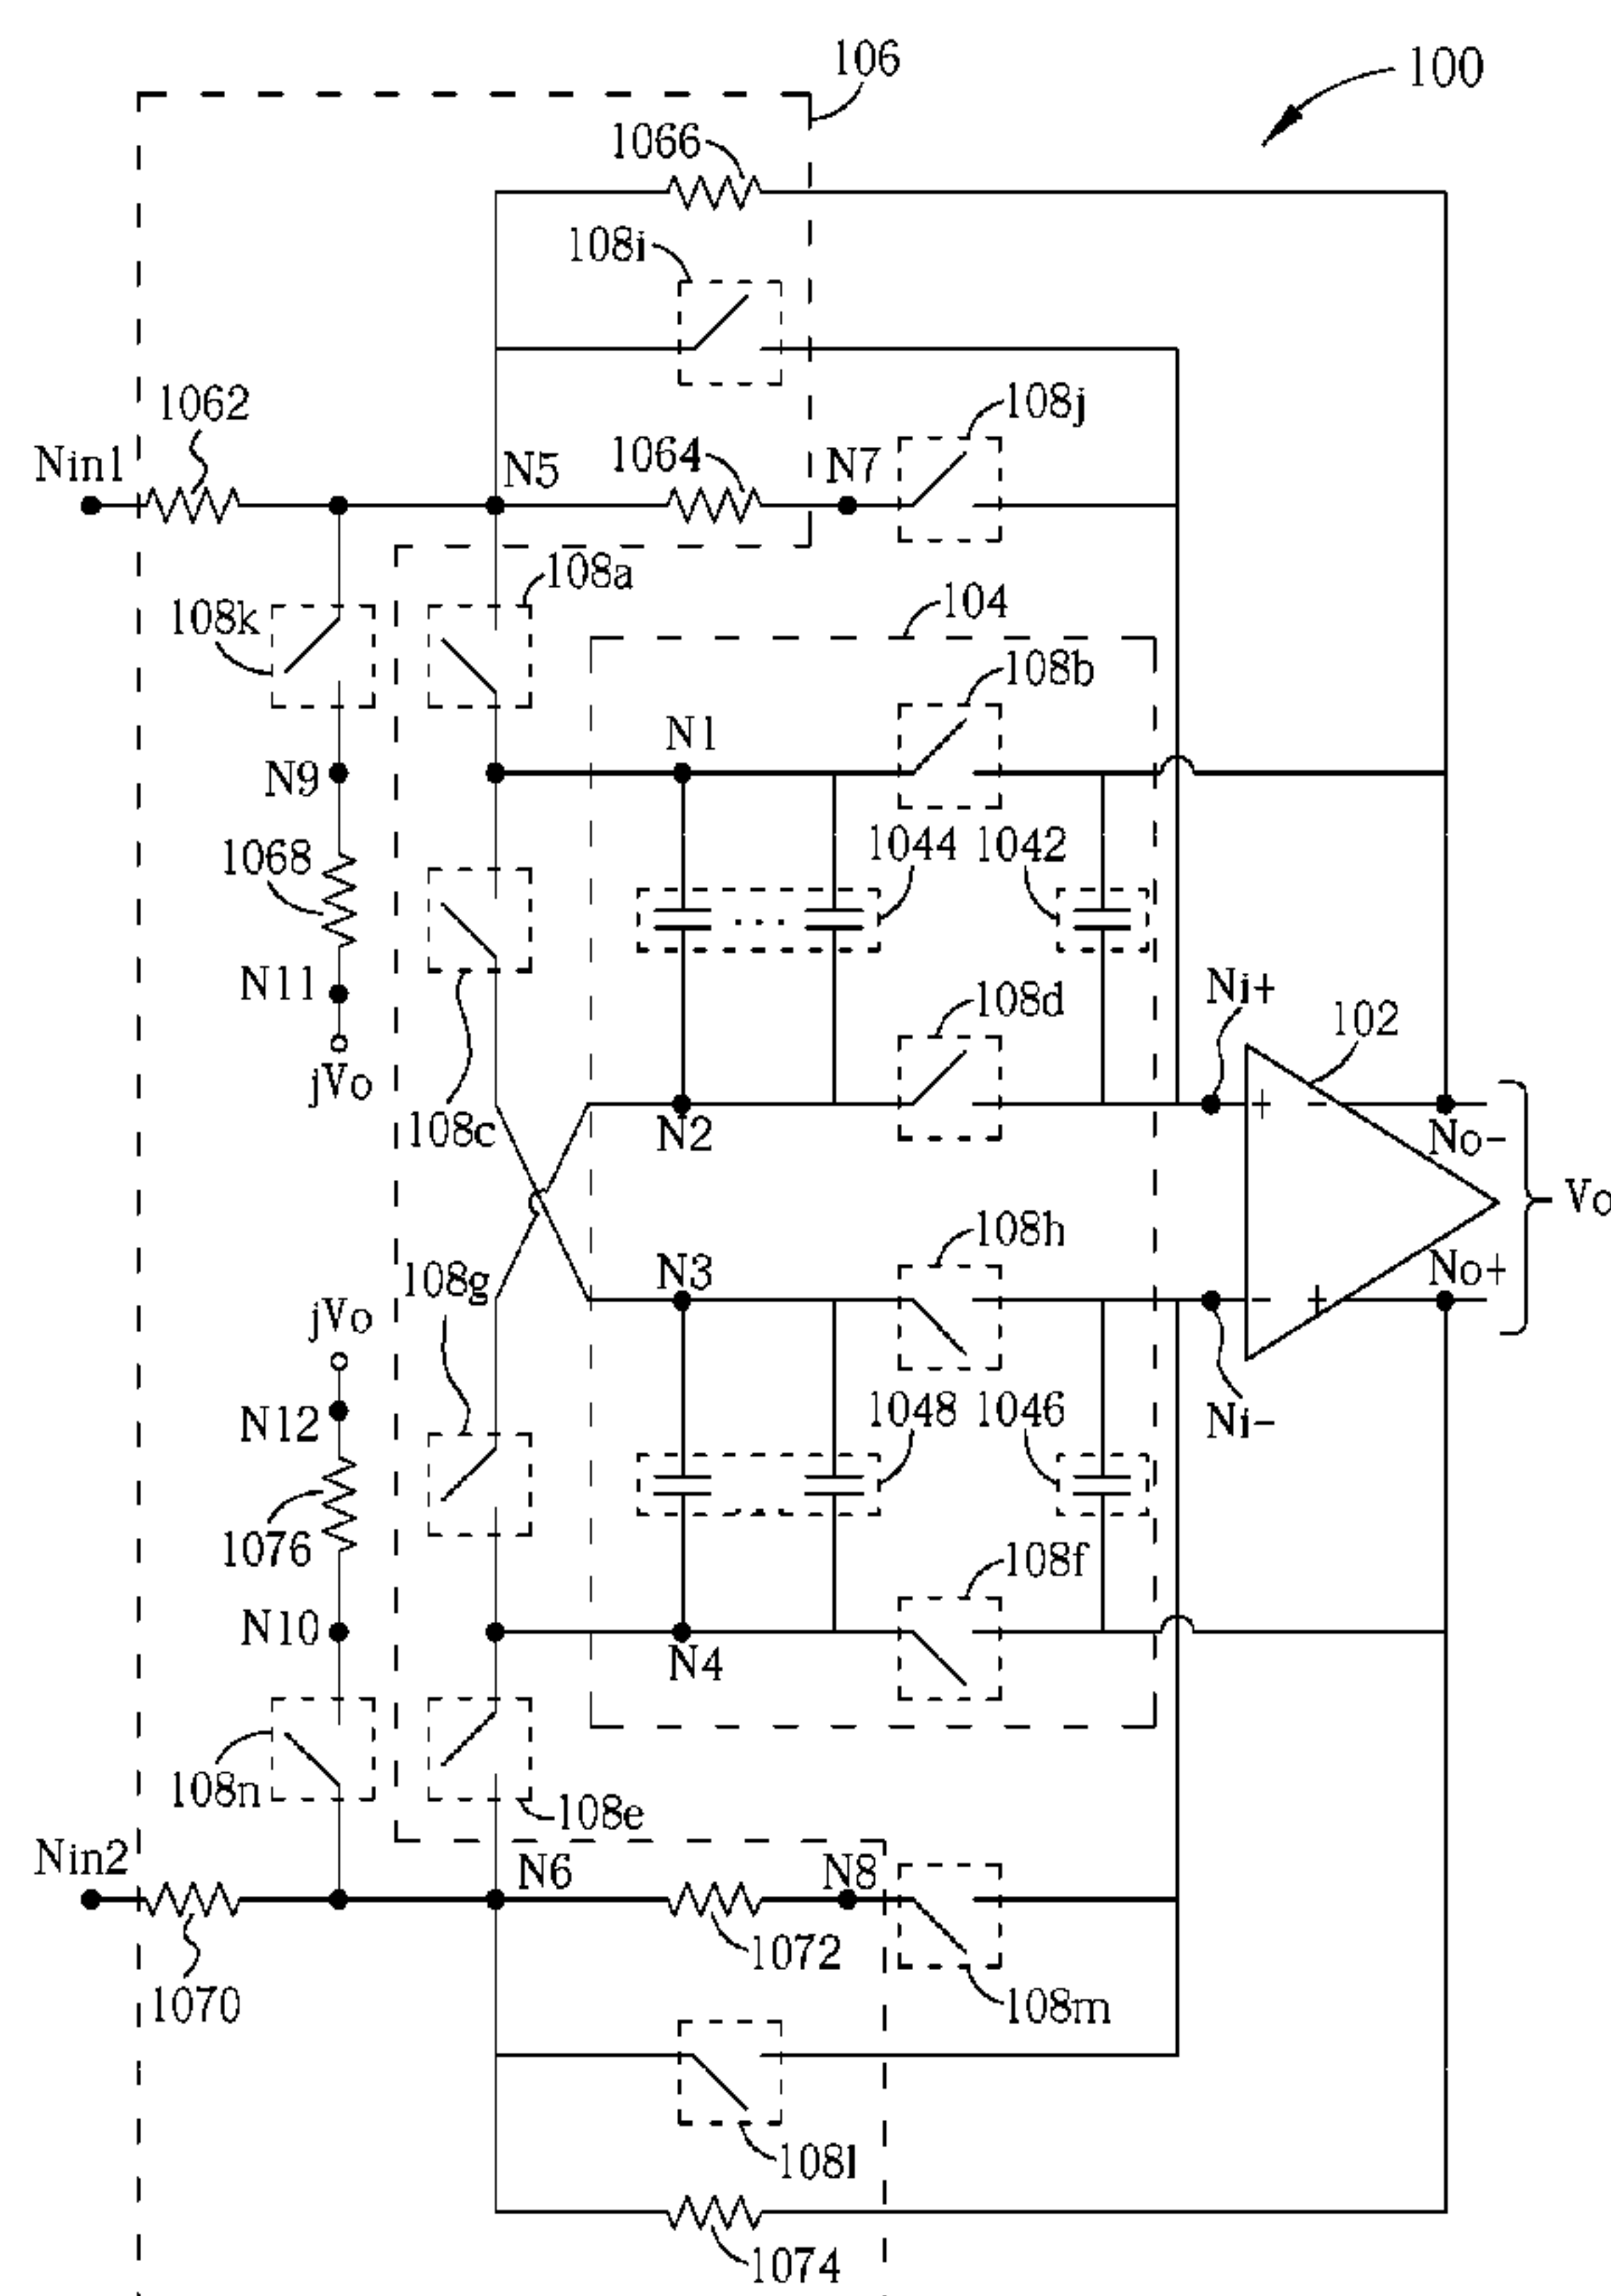 106
100
1066
108i
1062
108j
Nin1
N5
1064
N7
108a
108k
104
108b
N1
N9
1068
1044
1042
N11
Ni+
108d
102
jVo
+
−
108c
N2
No−
Vo
108h
108g
N3
No+
jVo
−
+
N12
1048
1046
Ni−
1076
108f
N10
N4
108n
108e
Nin2
N6
N8
1072
1070
108m
108l
1074